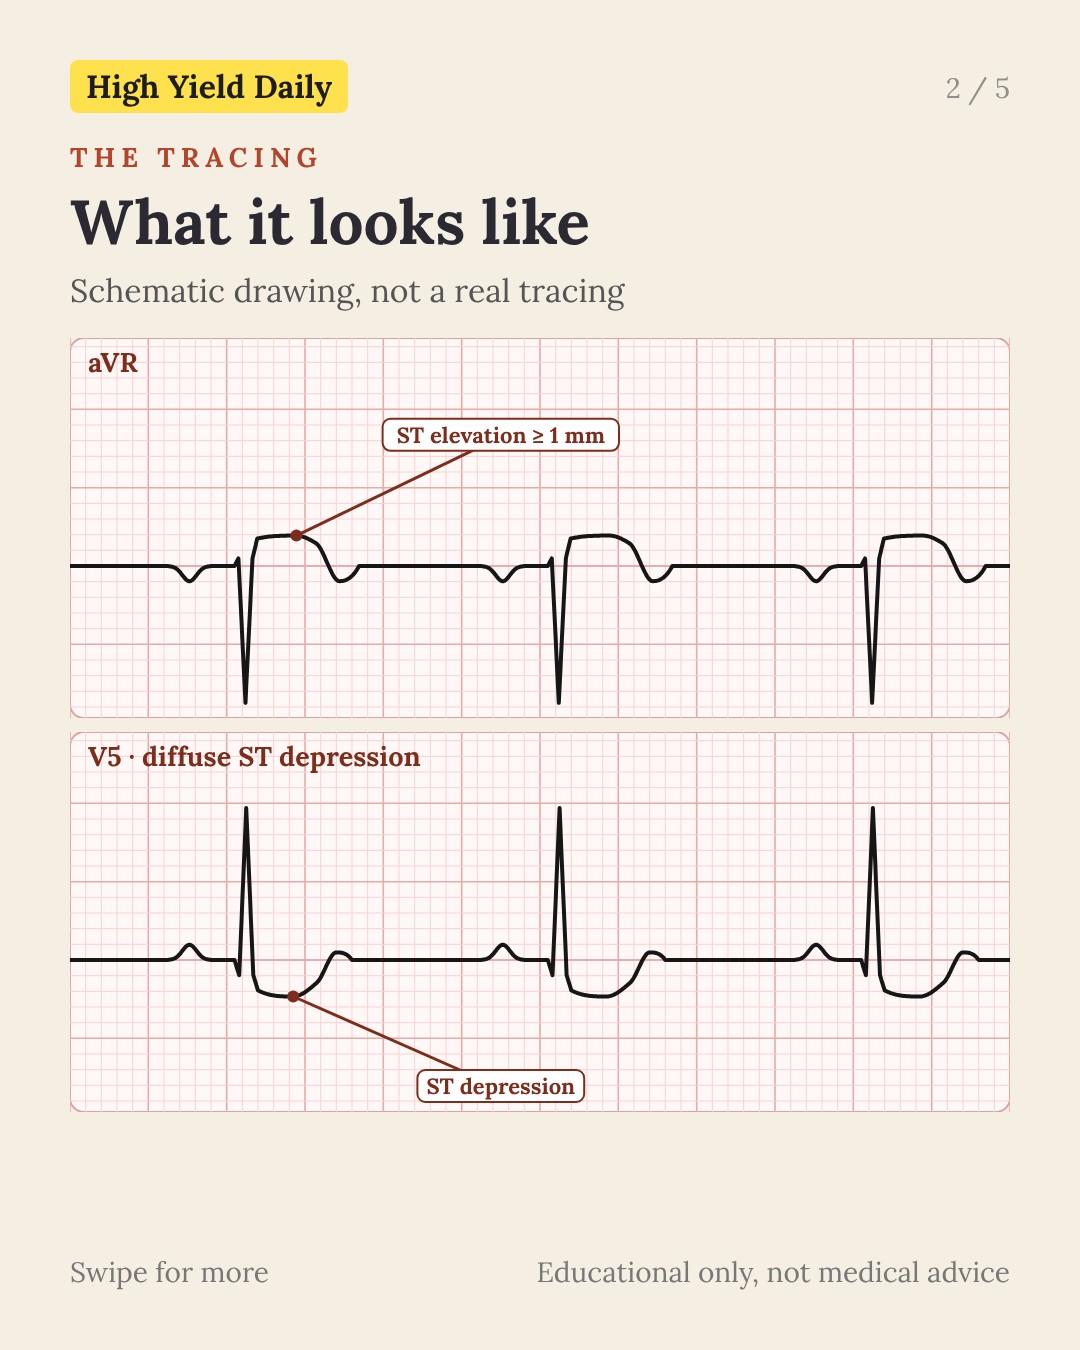 High Yield Daily
2 / 5
THE TRACING
What it looks like
Schematic drawing, not a real tracing
aVR
ST elevation ≥ 1 mm
V5 · diffuse ST depression
ST depression
Swipe for more
Educational only, not medical advice